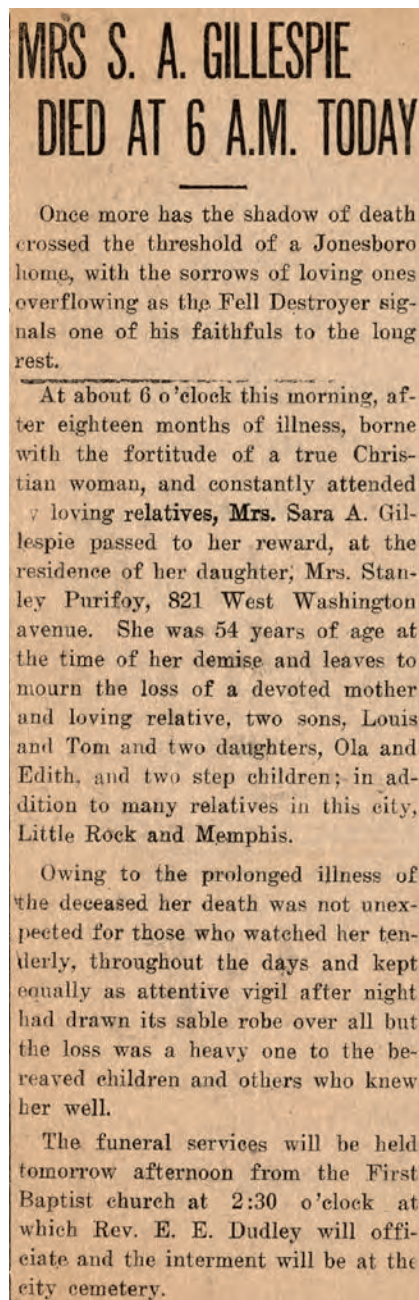 MRS S. A. GILLESPIE
DIED AT 6 A.M. TODAY
Once more has the shadow of death
crossed the threshold of a Jonesboro
home, with the sorrows of loving ones
overflowing as the Fell Destroyer sig-
nals one of his faithfuls to the long
rest.
At about 6 o'clock this morning, af-
ter eighteen months of illness, borne
with the fortitude of a true Chris-
tian woman, and constantly attended
y loving relatives, Mrs. Sara A. Gil-
lespie passed to her reward, at the
residence of her daughter, Mrs. Stan-
ley Purifoy, 821 West Washington
avenue. She was 54 years of age at
the time of her demise and leaves to
mourn the loss of a devoted mother
and loving relative, two sons, Louis
and Tom and two daughters, Ola and
Edith, and two step children; in ad-
dition to many relatives in this city,
Little Rock and Memphis.
Owing to the prolonged illness of
the deceased her death was not unex-
pected for those who watched her ten-
derly, throughout the days and kept
equally as attentive vigil after night
had drawn its sable robe over all but
the loss was a heavy one to the be-
reaved children and others who knew
her well.
The funeral services will be held
tomorrow afternoon from the First
Baptist church at 2:30 o'clock at
which Rev. E. E. Dudley will offi-
ciate and the interment will be at the
city cemetery.